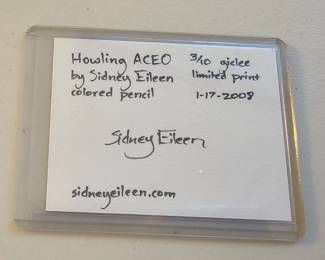 Howling ACEO 3/10 giclee
by Sidney Eileen limited print
colored pencil 1-17-2008
Sidney Eileen
sidneyeileen.com